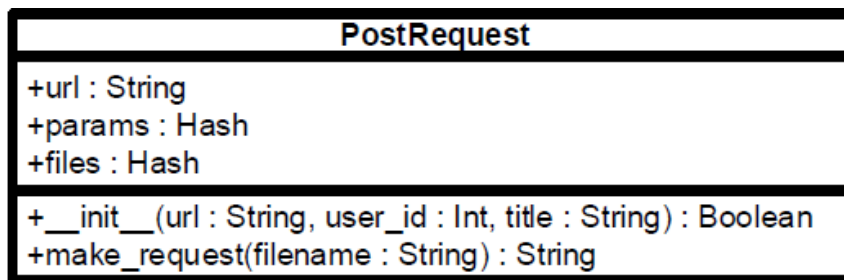 PostRequest
+url : String
+params : Hash
+files : Hash
+__init__(url : String, user_id : Int, title : String) : Boolean
+make_request(filename : String) : String